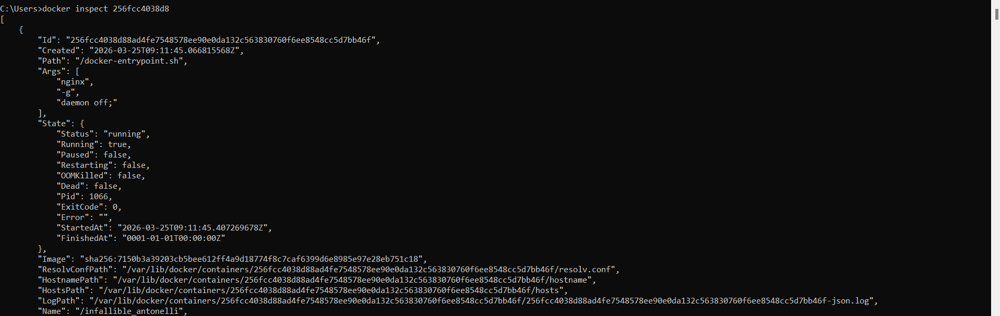 C:\Users>docker inspect 256fcc4038d8
[
    {
        "Id": "256fcc4038d88ad4fe7548578ee90e0da132c563830760f6ee8548cc5d7bb46f",
        "Created": "2026-03-25T09:11:45.066815568Z",
        "Path": "/docker-entrypoint.sh",
        "Args": [
            "nginx",
            "-g",
            "daemon off;"
        ],
        "State": {
            "Status": "running",
            "Running": true,
            "Paused": false,
            "Restarting": false,
            "OOMKilled": false,
            "Dead": false,
            "Pid": 1066,
            "ExitCode": 0,
            "Error": "",
            "StartedAt": "2026-03-25T09:11:45.407269678Z",
            "FinishedAt": "0001-01-01T00:00:00Z"
        },
        "Image": "sha256:7150b3a39203cb5bee612ff4a9d18774f8c7caf6399d6e8985e97e28eb751c18",
        "ResolvConfPath": "/var/lib/docker/containers/256fcc4038d88ad4fe7548578ee90e0da132c563830760f6ee8548cc5d7bb46f/resolv.conf",
        "HostnamePath": "/var/lib/docker/containers/256fcc4038d88ad4fe7548578ee90e0da132c563830760f6ee8548cc5d7bb46f/hostname",
        "HostsPath": "/var/lib/docker/containers/256fcc4038d88ad4fe7548578ee90e0da132c563830760f6ee8548cc5d7bb46f/hosts",
        "LogPath": "/var/lib/docker/containers/256fcc4038d88ad4fe7548578ee90e0da132c563830760f6ee8548cc5d7bb46f/256fcc4038d88ad4fe7548578ee90e0da132c563830760f6ee8548cc5d7bb46f-json.log",
        "Name": "/infallible_antonelli",